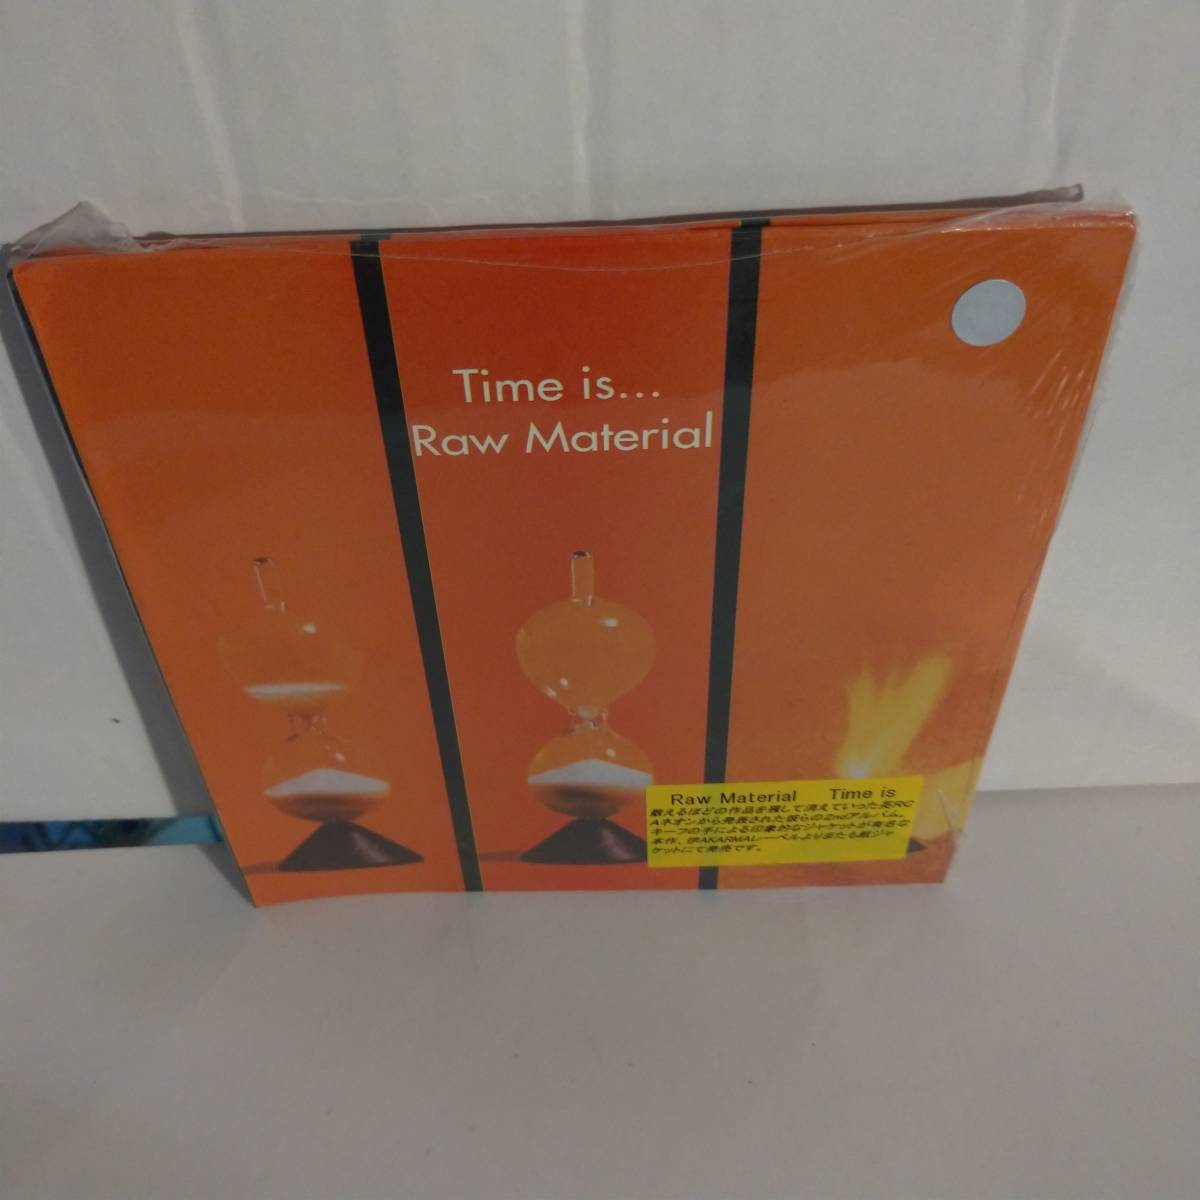 Time is...
Raw Material
Raw Material Time is
数えるほどの作品を残して消えていった英RC
Aネオンから発表された彼らの2ndアルバム。
キーフの手による印象的なジャケットが有名な
本作、伊AKARMAレーベルよりまたも紙ジャ
ケットにて発売です。